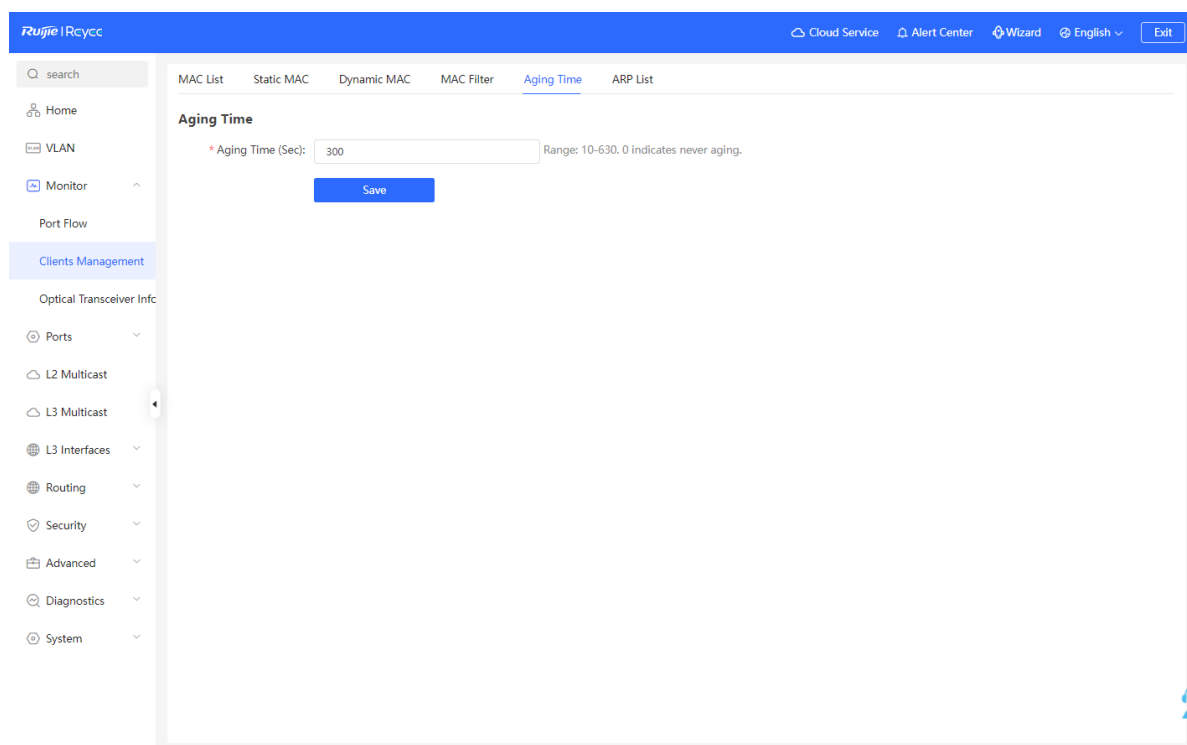 Ruijie | Reyee
Cloud Service Alert Center Wizard English Exit
search
Home
VLAN
Monitor
Port Flow
Clients Management
Optical Transceiver Info
Ports
L2 Multicast
L3 Multicast
L3 Interfaces
Routing
Security
Advanced
Diagnostics
System
MAC List Static MAC Dynamic MAC MAC Filter Aging Time ARP List
Aging Time
* Aging Time (Sec): 300 Range: 10-630. 0 indicates never aging.
Save